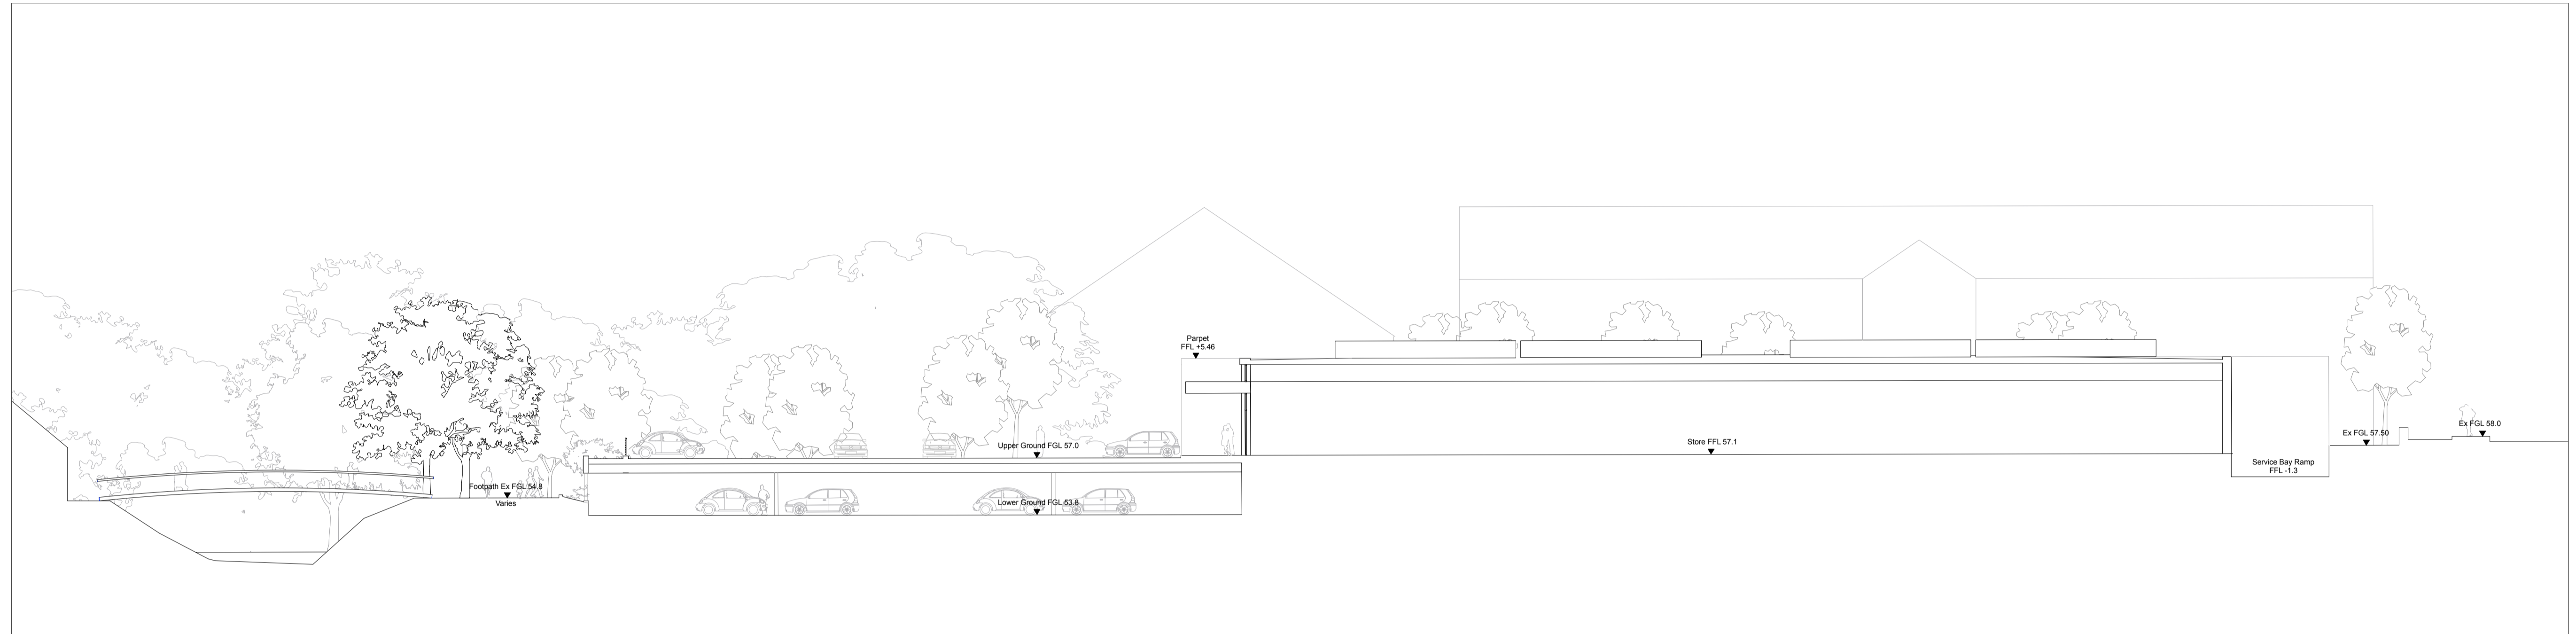 Parpet
FFL +5.46
Upper Ground FGL 57.0
Store FFL 57.1
Ex FGL 57.50
Ex FGL 58.0
Service Bay Ramp
FFL -1.3
Footpath Ex FGL 54.8
Varies
Lower Ground FGL 53.8